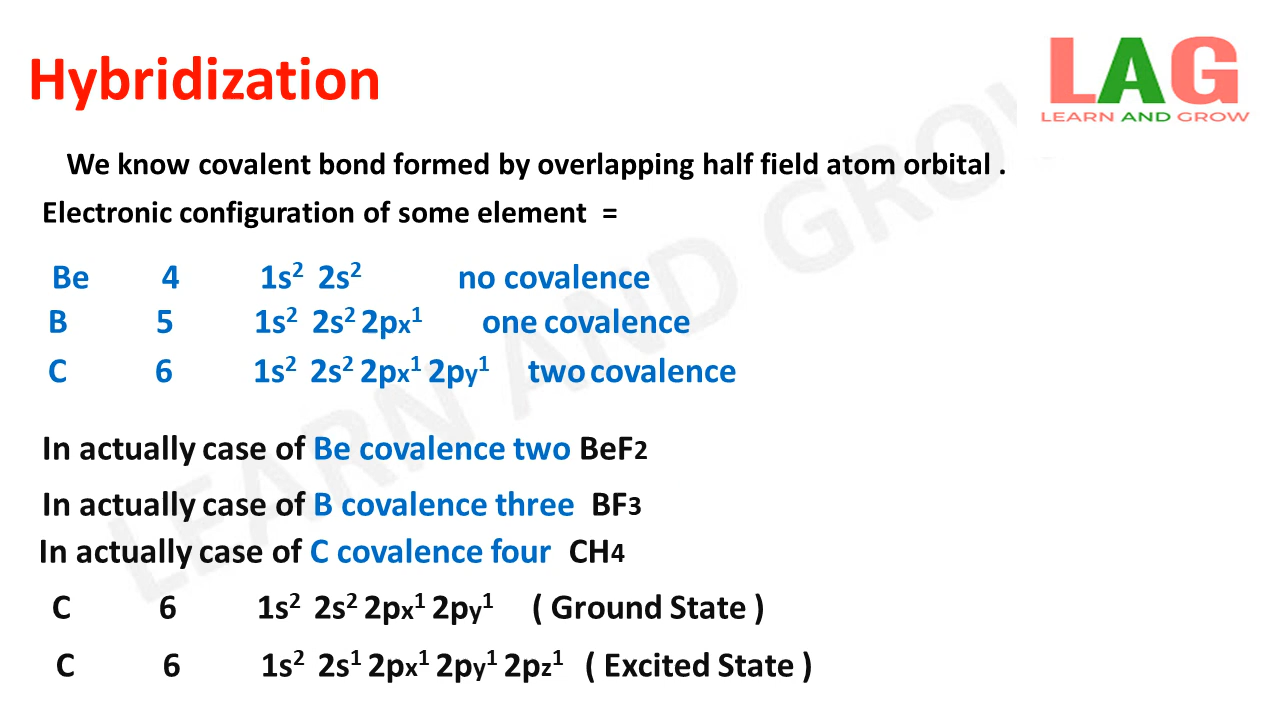 Hybridization
LAG
LEARN AND GROW
We know covalent bond formed by overlapping half field atom orbital .
Electronic configuration of some element =
Be 4 1s² 2s² no covalence
B 5 1s² 2s² 2px¹ one covalence
C 6 1s² 2s² 2px¹ 2py¹ two covalence
In actually case of Be covalence two BeF2
In actually case of B covalence three BF3
In actually case of C covalence four CH4
C 6 1s² 2s² 2px¹ 2py¹ ( Ground State )
C 6 1s² 2s¹ 2px¹ 2py¹ 2pz¹ ( Excited State )
LEARN AND GROW